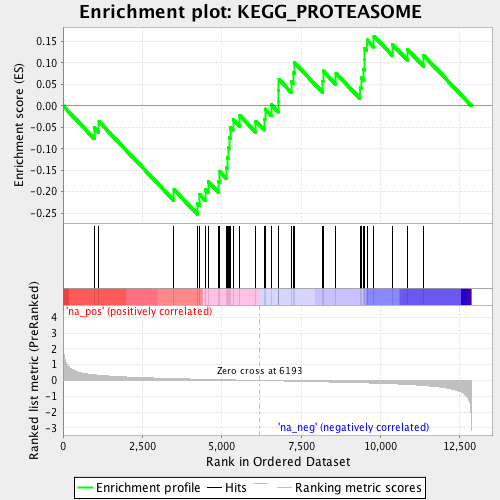 Enrichment plot: KEGG_PROTEASOME
Enrichment score (ES)
0.15
0.10
0.05
0.00
-0.05
-0.10
-0.15
-0.20
-0.25
'na_pos' (positively correlated)
Ranked list metric (PreRanked)
4
3
2
1
0
-1
-2
-3
Zero cross at 6193
'na_neg' (negatively correlated)
0
2,500
5,000
7,500
10,000
12,500
Rank in Ordered Dataset
Enrichment profile
Hits
Ranking metric scores